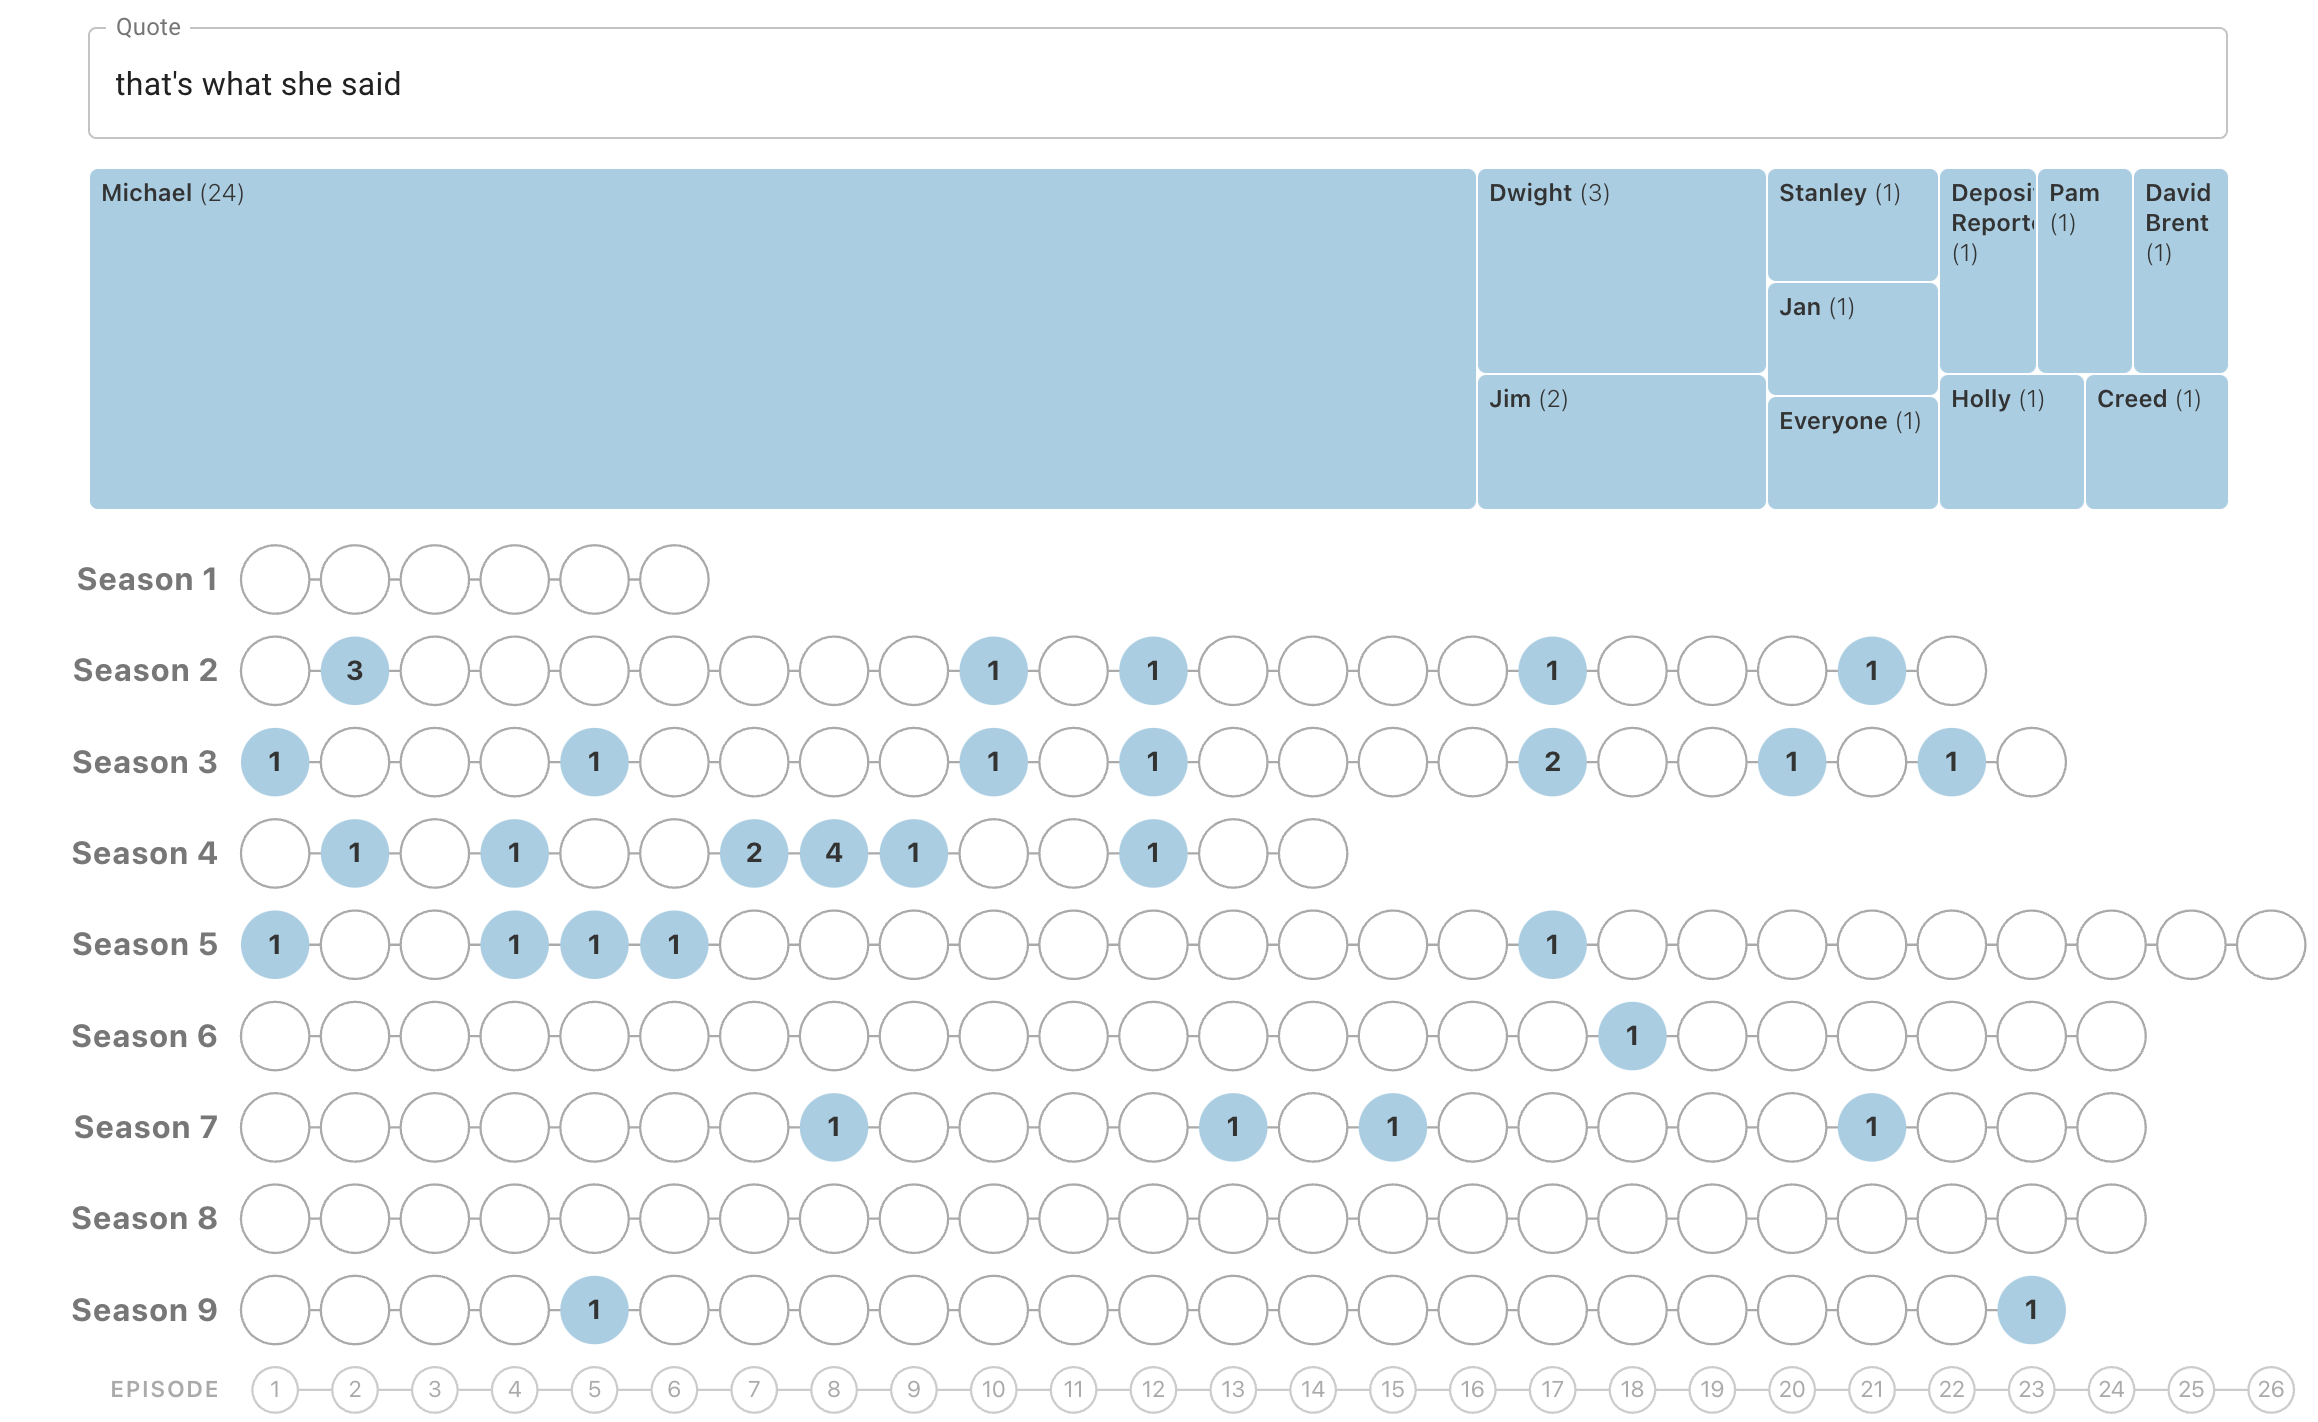 Quote
that's what she said
Michael (24)
Dwight (3)
Stanley (1)
Pam
(1)
David
Brent
(1)
(1)
Jan (1)
Jim (2)
Everyone (1)
Holly (1)
Creed (1)
Season 1
Season 2 3 1 1 1 1
Season 3 1 1 1 1 2 1 1
Season 4 1 1 2 4 1 1
Season 5 1 1 1 1 1
Season 6 1
Season 7 1 1 1 1
Season 8
Season 9 1 1
EPISODE 1 2 3 4 5 6 7 8 9 10 11 12 13 14 15 16 17 18 19 20 21 22 23 24 25 26